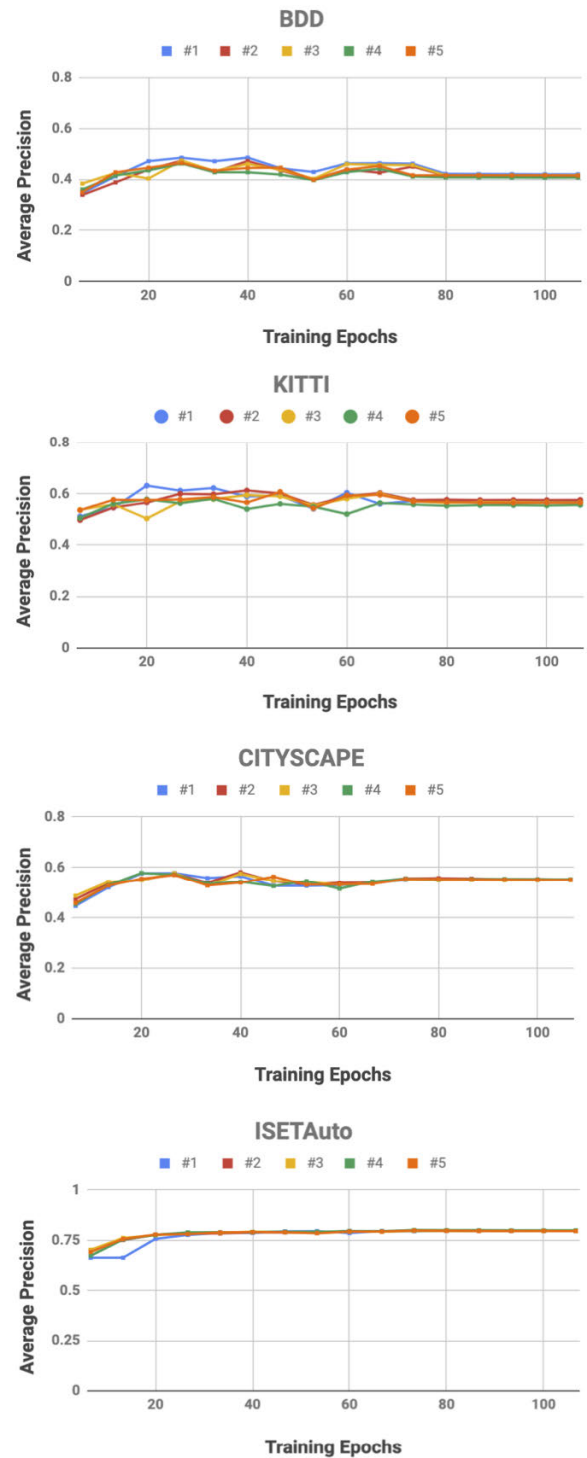 BDD
#1 #2 #3 #4 #5
0.8
0.6
0.4
0.2
0
Average Precision
20 40 60 80 100
Training Epochs
KITTI
#1 #2 #3 #4 #5
0.8
0.6
0.4
0.2
0
Average Precision
20 40 60 80 100
Training Epochs
CITYSCAPE
#1 #2 #3 #4 #5
0.8
0.6
0.4
0.2
0
Average Precision
20 40 60 80 100
Training Epochs
ISETAuto
#1 #2 #3 #4 #5
1
0.75
0.5
0.25
0
Average Precision
20 40 60 80 100
Training Epochs